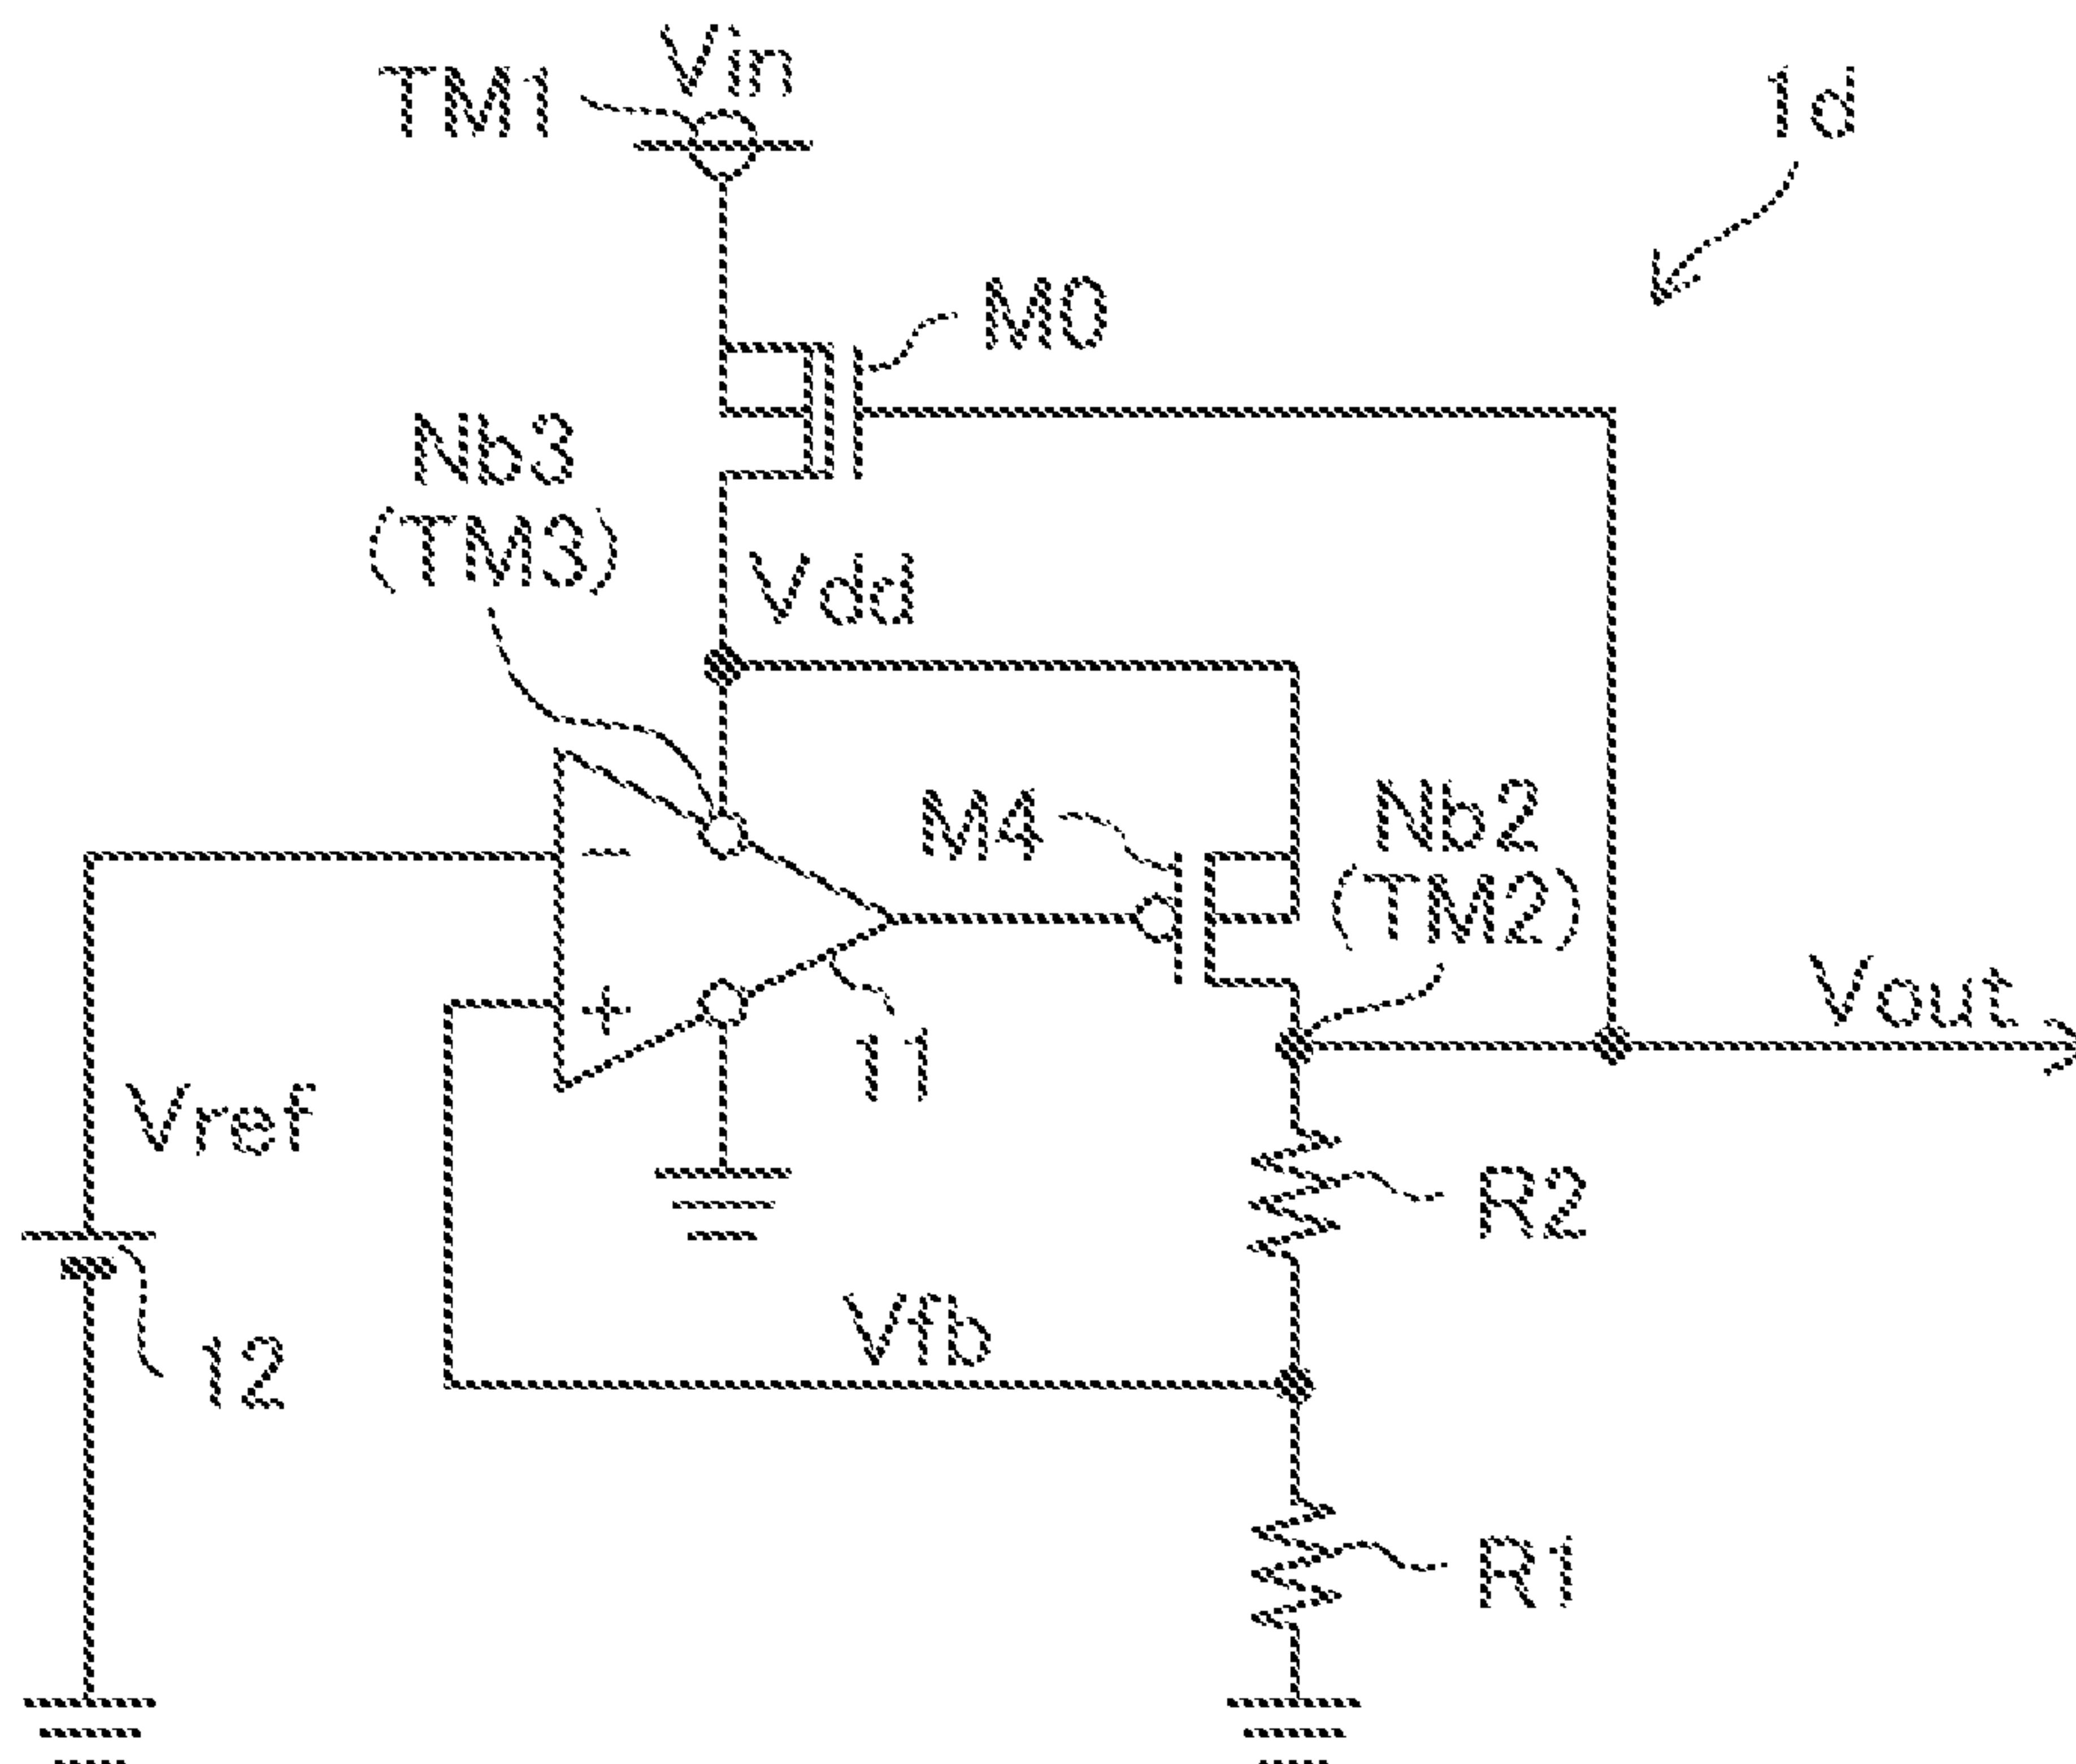 Vin
TM1
1d
M0
Nb3
(TM3)
Vdd
M4
Nb2
(TM2)
-
+
Vout
11
Vref
R2
Vfb
12
R1